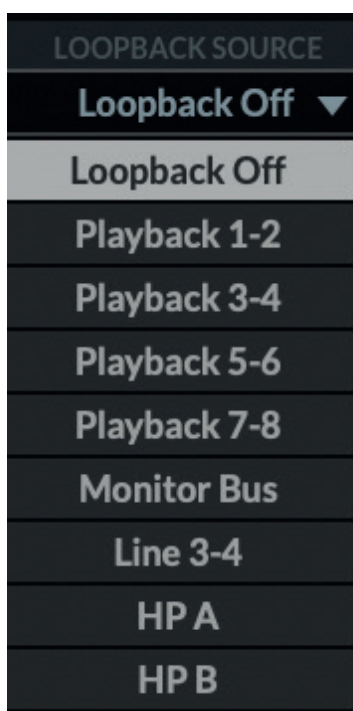 LOOPBACK SOURCE
Loopback Off
Loopback Off
Playback 1-2
Playback 3-4
Playback 5-6
Playback 7-8
Monitor Bus
Line 3-4
HP A
HP B